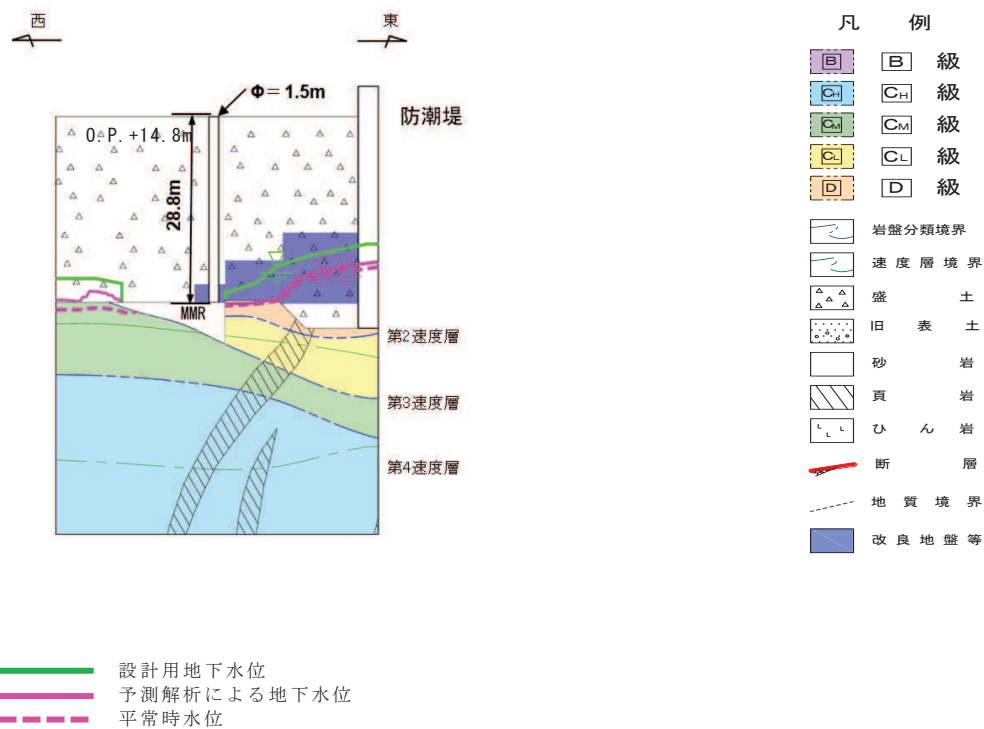 西
東
Φ= 1.5m
防潮堤
O.P.+14.8m
28.8m
MMR
第2速度層
第3速度層
第4速度層
凡 例
B B 級
CH CH 級
CM CM 級
CL CL 級
D D 級
岩盤分類境界
速度層境界
盛 土
旧 表 土
砂 岩
頁 岩
ひ ん 岩
断 層
地 質 境 界
改 良 地 盤 等
設計用地下水位
予測解析による地下水位
平常時水位